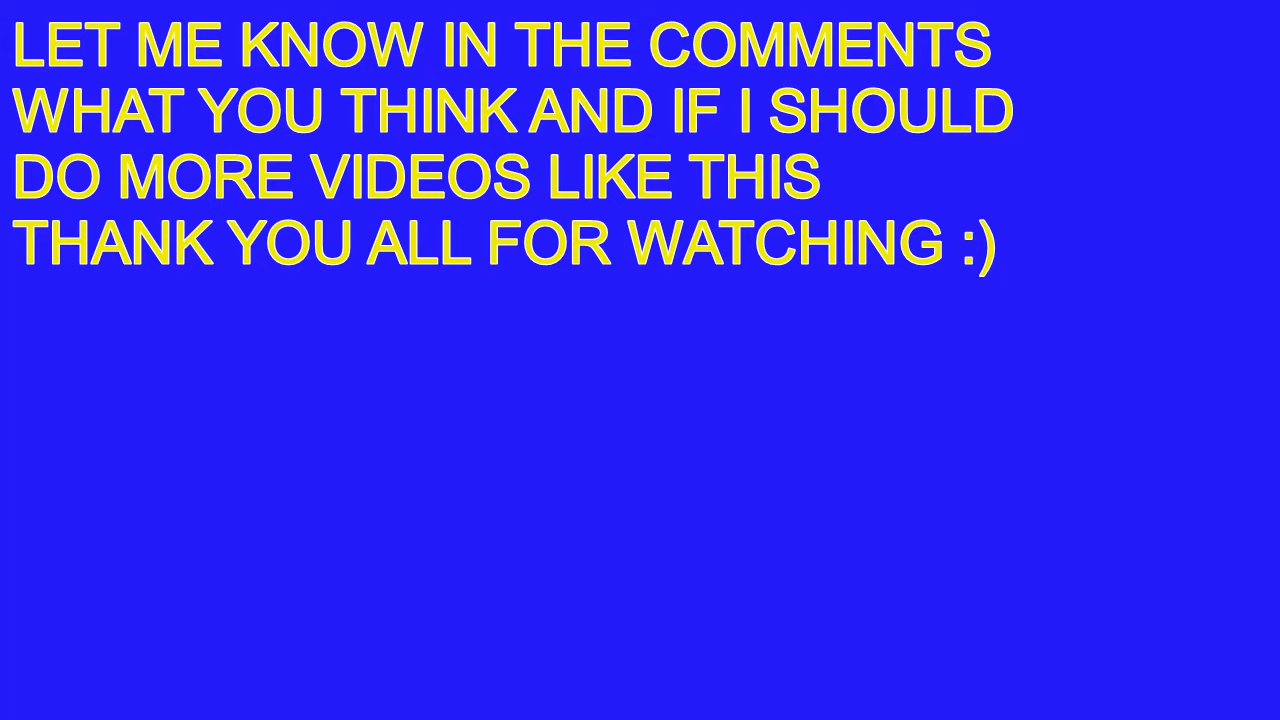 LET ME KNOW IN THE COMMENTS
WHAT YOU THINK AND IF I SHOULD
DO MORE VIDEOS LIKE THIS
THANK YOU ALL FOR WATCHING :)